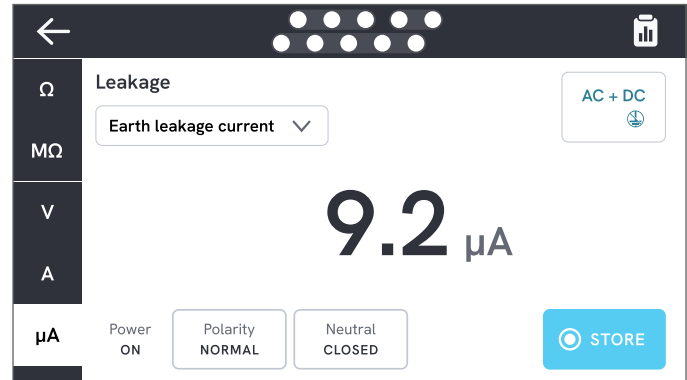 Ω
MΩ
V
A
µA
Leakage
Earth leakage current
AC + DC
9.2 µA
Power
ON
Polarity
NORMAL
Neutral
CLOSED
STORE